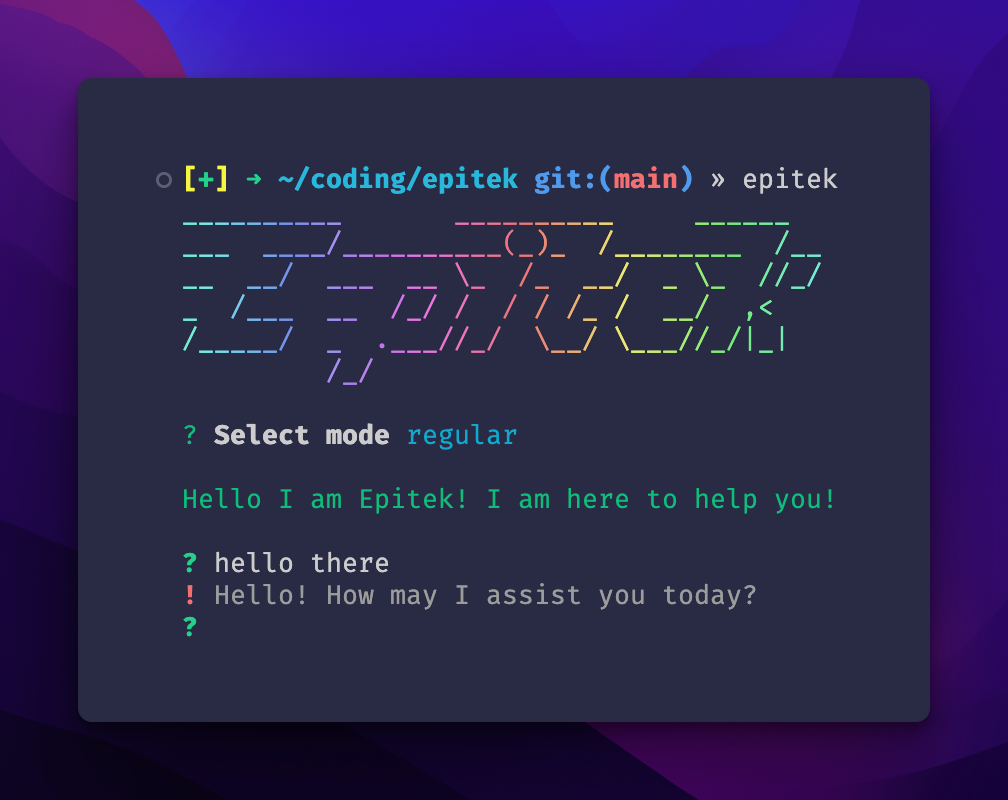 [+] ➜ ~/coding/epitek git:(main) » epitek
Epitek
? Select mode regular
Hello I am Epitek! I am here to help you!
? hello there
! Hello! How may I assist you today?
?